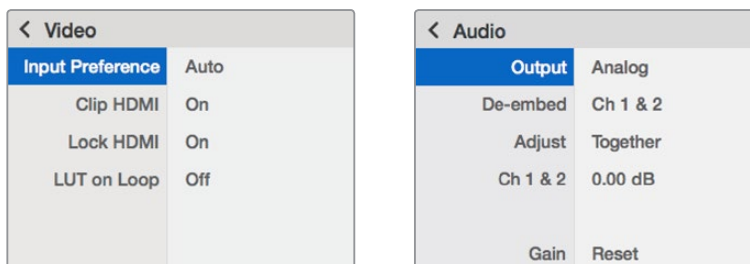 < Video
Input Preference Auto
Clip HDMI On
Lock HDMI On
LUT on Loop Off
< Audio
Output Analog
De-embed Ch 1 & 2
Adjust Together
Ch 1 & 2 0.00 dB
Gain Reset